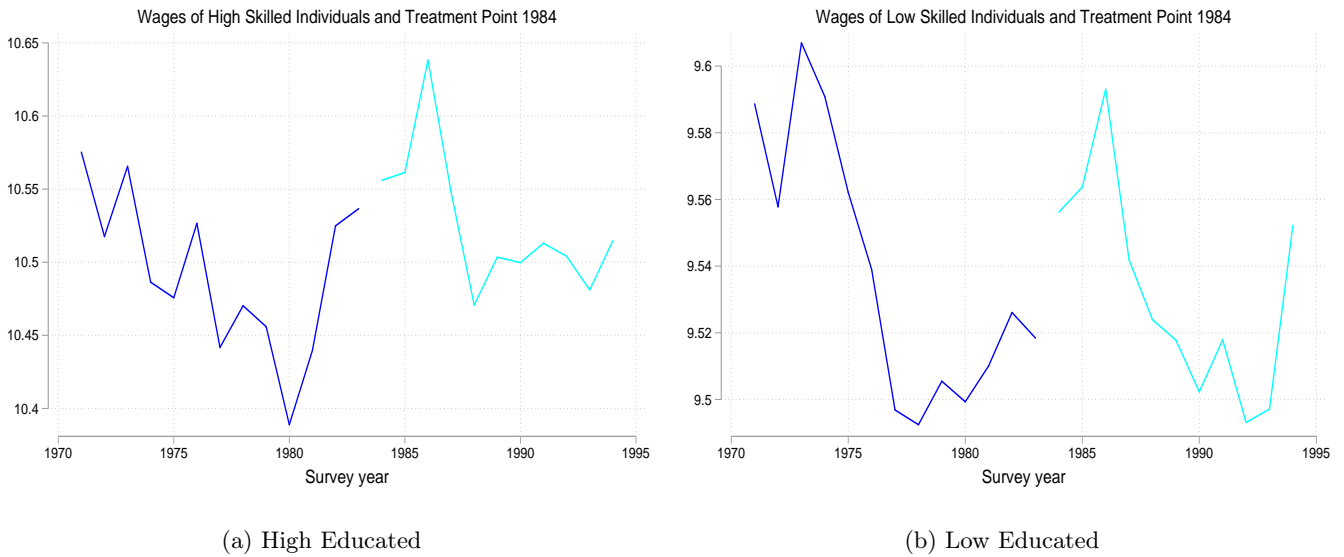 Wages of High Skilled Individuals and Treatment Point 1984
10.65
10.6
10.55
10.5
10.45
10.4
1970 1975 1980 1985 1990 1995
Survey year
(a) High Educated
Wages of Low Skilled Individuals and Treatment Point 1984
9.6
9.58
9.56
9.54
9.52
9.5
1970 1975 1980 1985 1990 1995
Survey year
(b) Low Educated